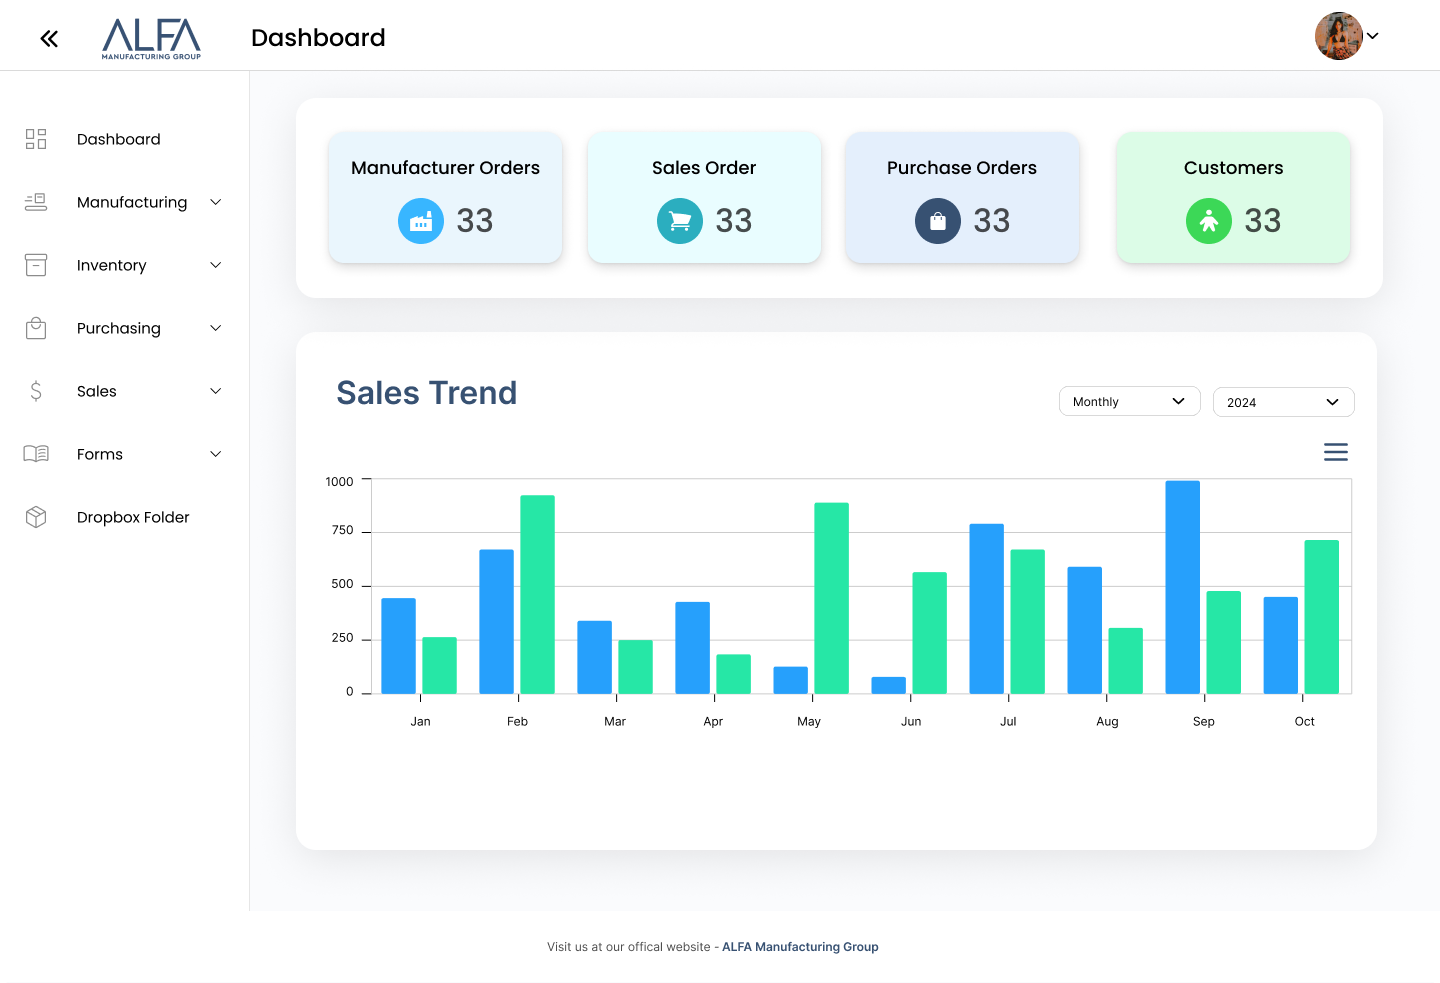 ALFA
MANUFACTURING GROUP
Dashboard
Dashboard
Manufacturing
Inventory
Purchasing
Sales
Forms
Dropbox Folder
Manufacturer Orders
33
Sales Order
33
Purchase Orders
33
Customers
33
Sales Trend
Monthly
2024
1000
750
500
250
0
Jan Feb Mar Apr May Jun Jul Aug Sep Oct
Visit us at our offical website - ALFA Manufacturing Group